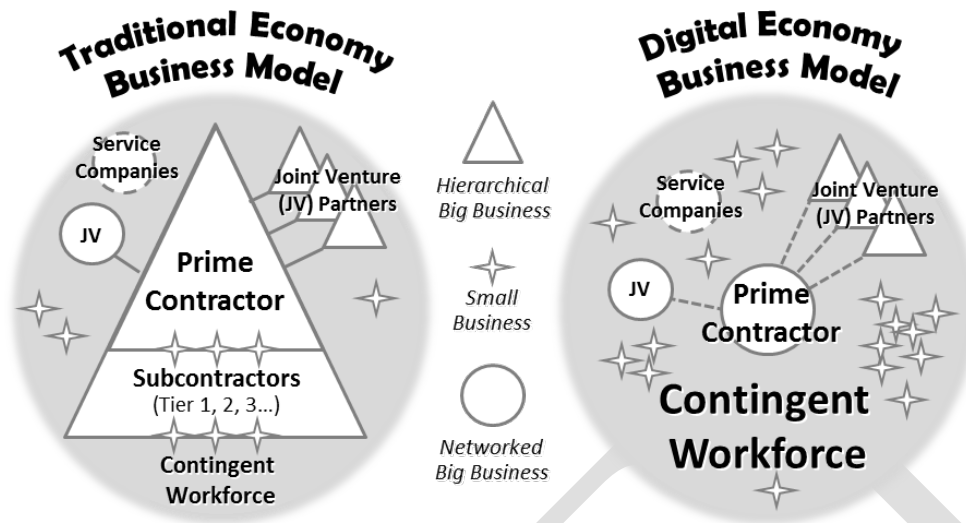 Traditional Economy
Business Model
Service
Companies
Joint Venture
(JV) Partners
JV
Prime
Contractor
Subcontractors
(Tier 1, 2, 3...)
Contingent
Workforce
Hierarchical
Big Business
Small
Business
Networked
Big Business
Digital Economy
Business Model
Service
Companies
Joint Venture
(JV) Partners
JV
Prime
Contractor
Contingent
Workforce